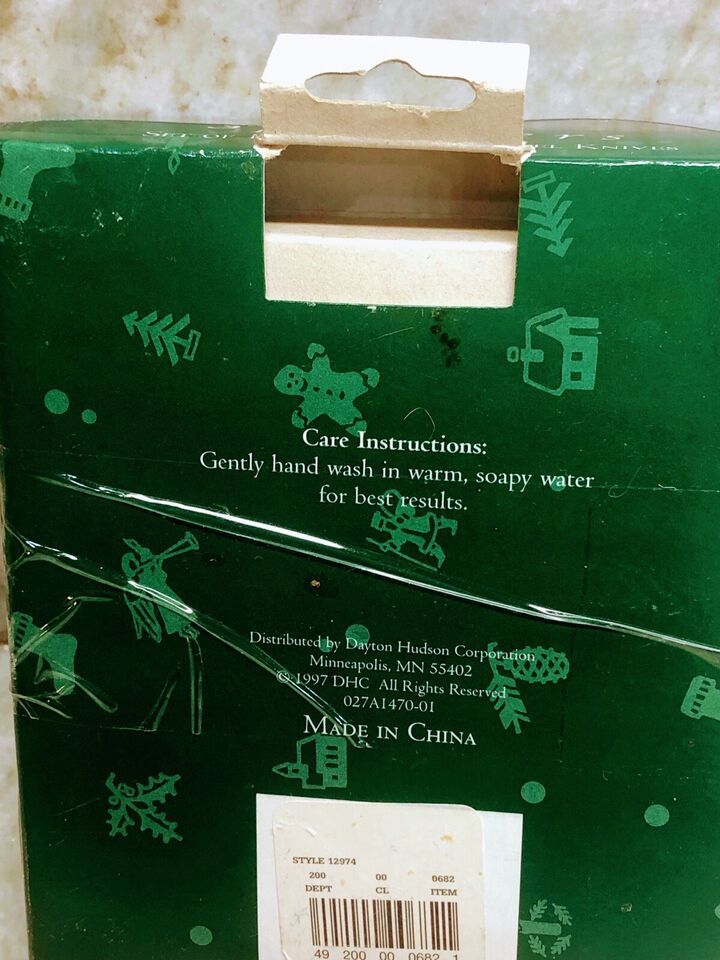 Knives
Care Instructions:
Gently hand wash in warm, soapy water
for best results.
Distributed by Dayton Hudson Corporation
Minneapolis, MN 55402
© 1997 DHC All Rights Reserved
027A1470-01
Made in China
STYLE 12974
200 00 0682
DEPT CL ITEM
49 200 00 0682 1